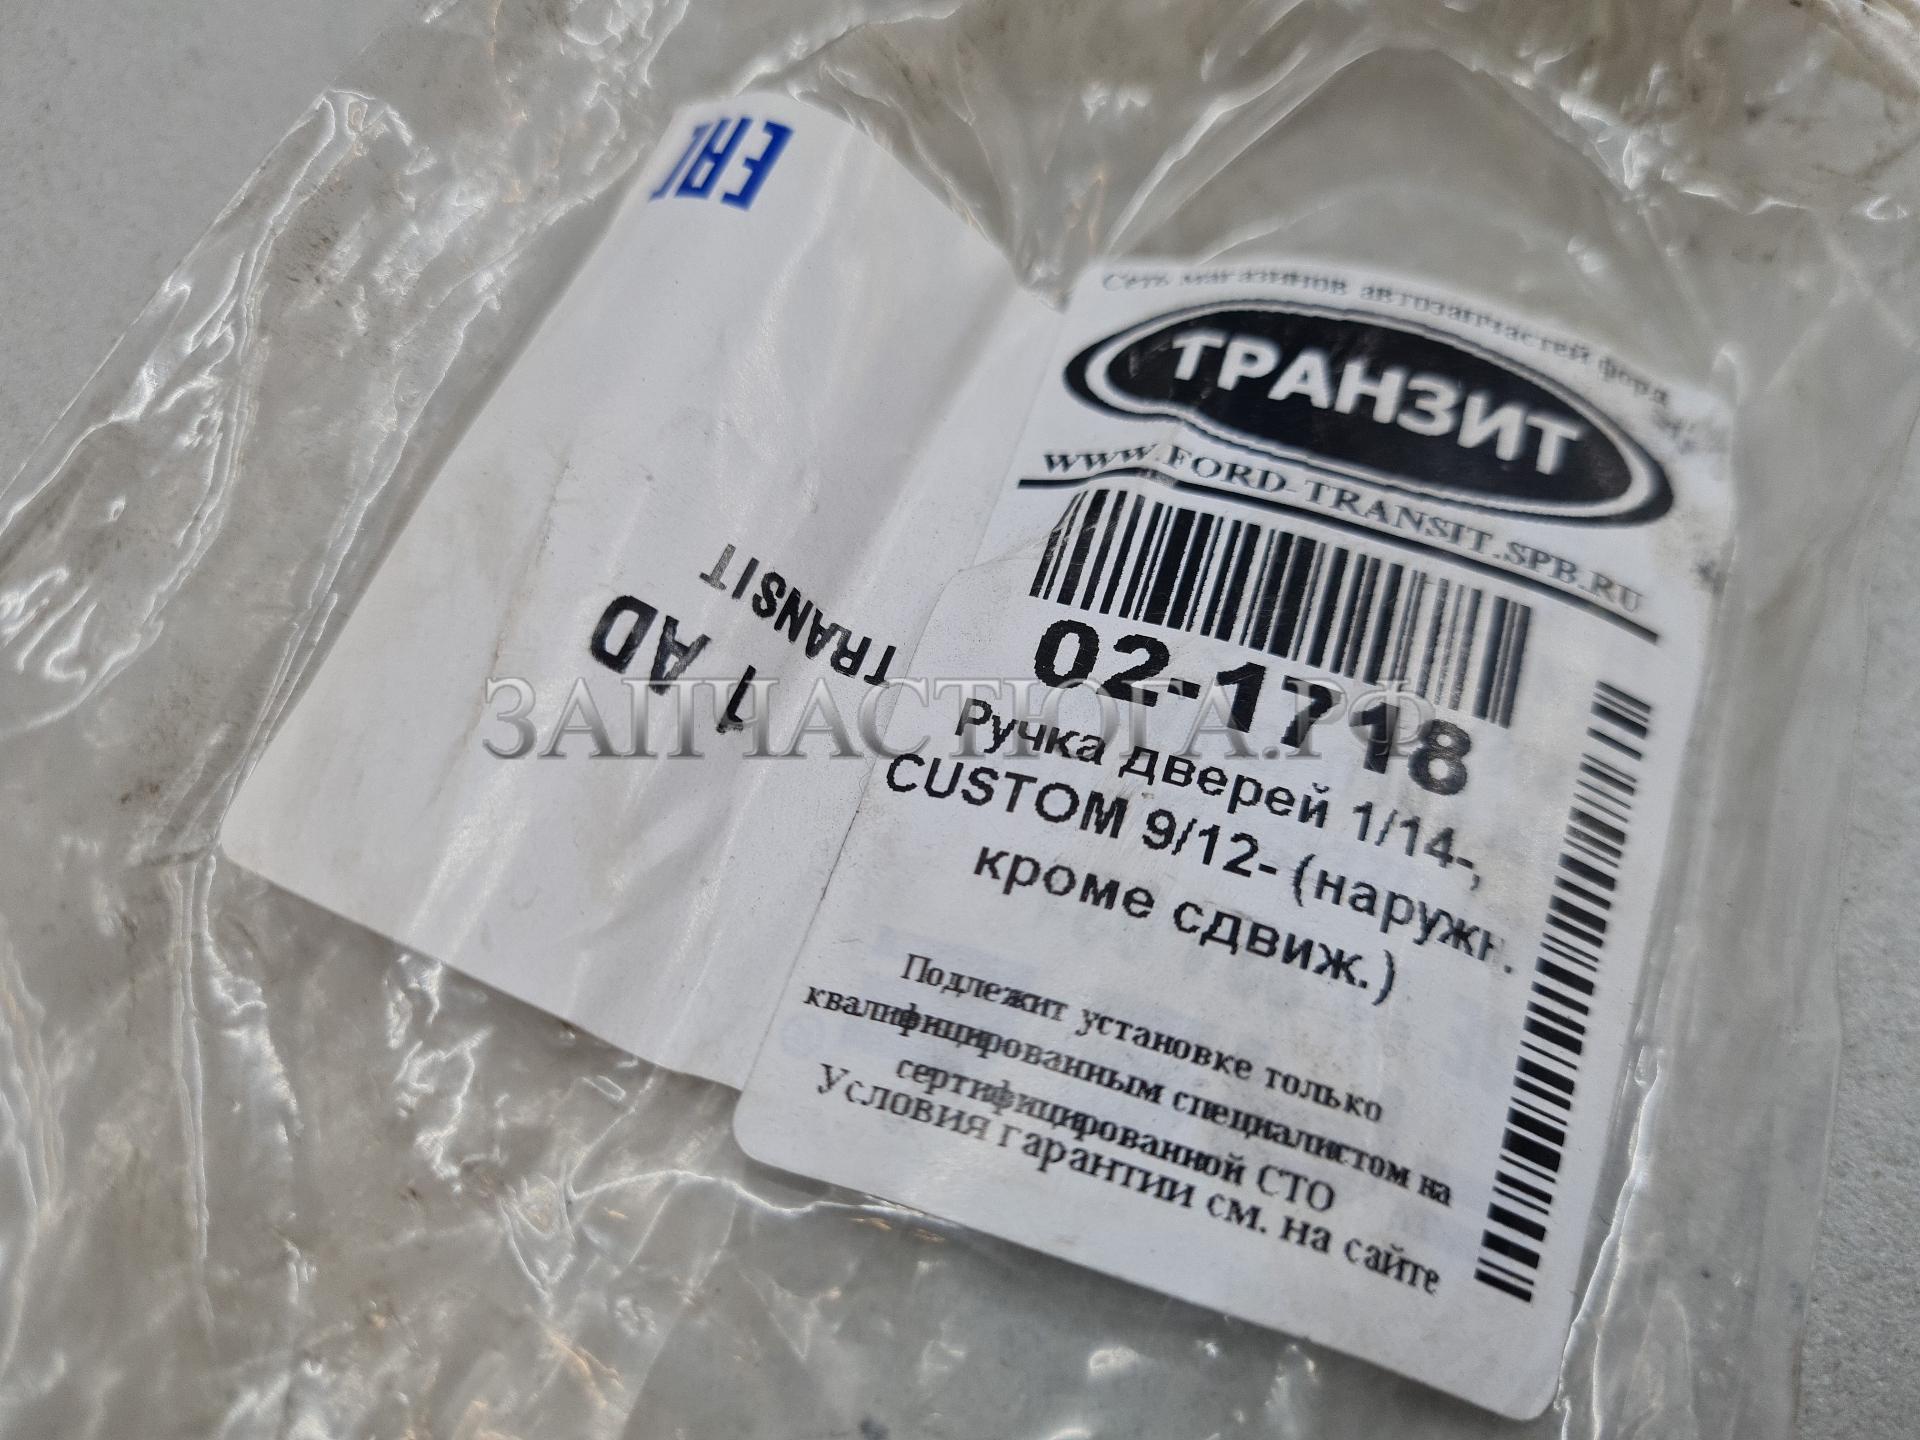 EAC
1 AD
TRANSIT
Сеть магазинов автозапчастей форд
ТРАНЗИТ
WWW.FORD-TRANSIT.SPB.RU
02-1718
Ручка дверей 1/14-,
CUSTOM 9/12- (наружн.
кроме сдвиж.)
Подлежит установке только
квалифицированным специалистом на
сертифицированной СТО
Условия гарантии см. на сайте
ЗАПЧАСТЮГА.РФ